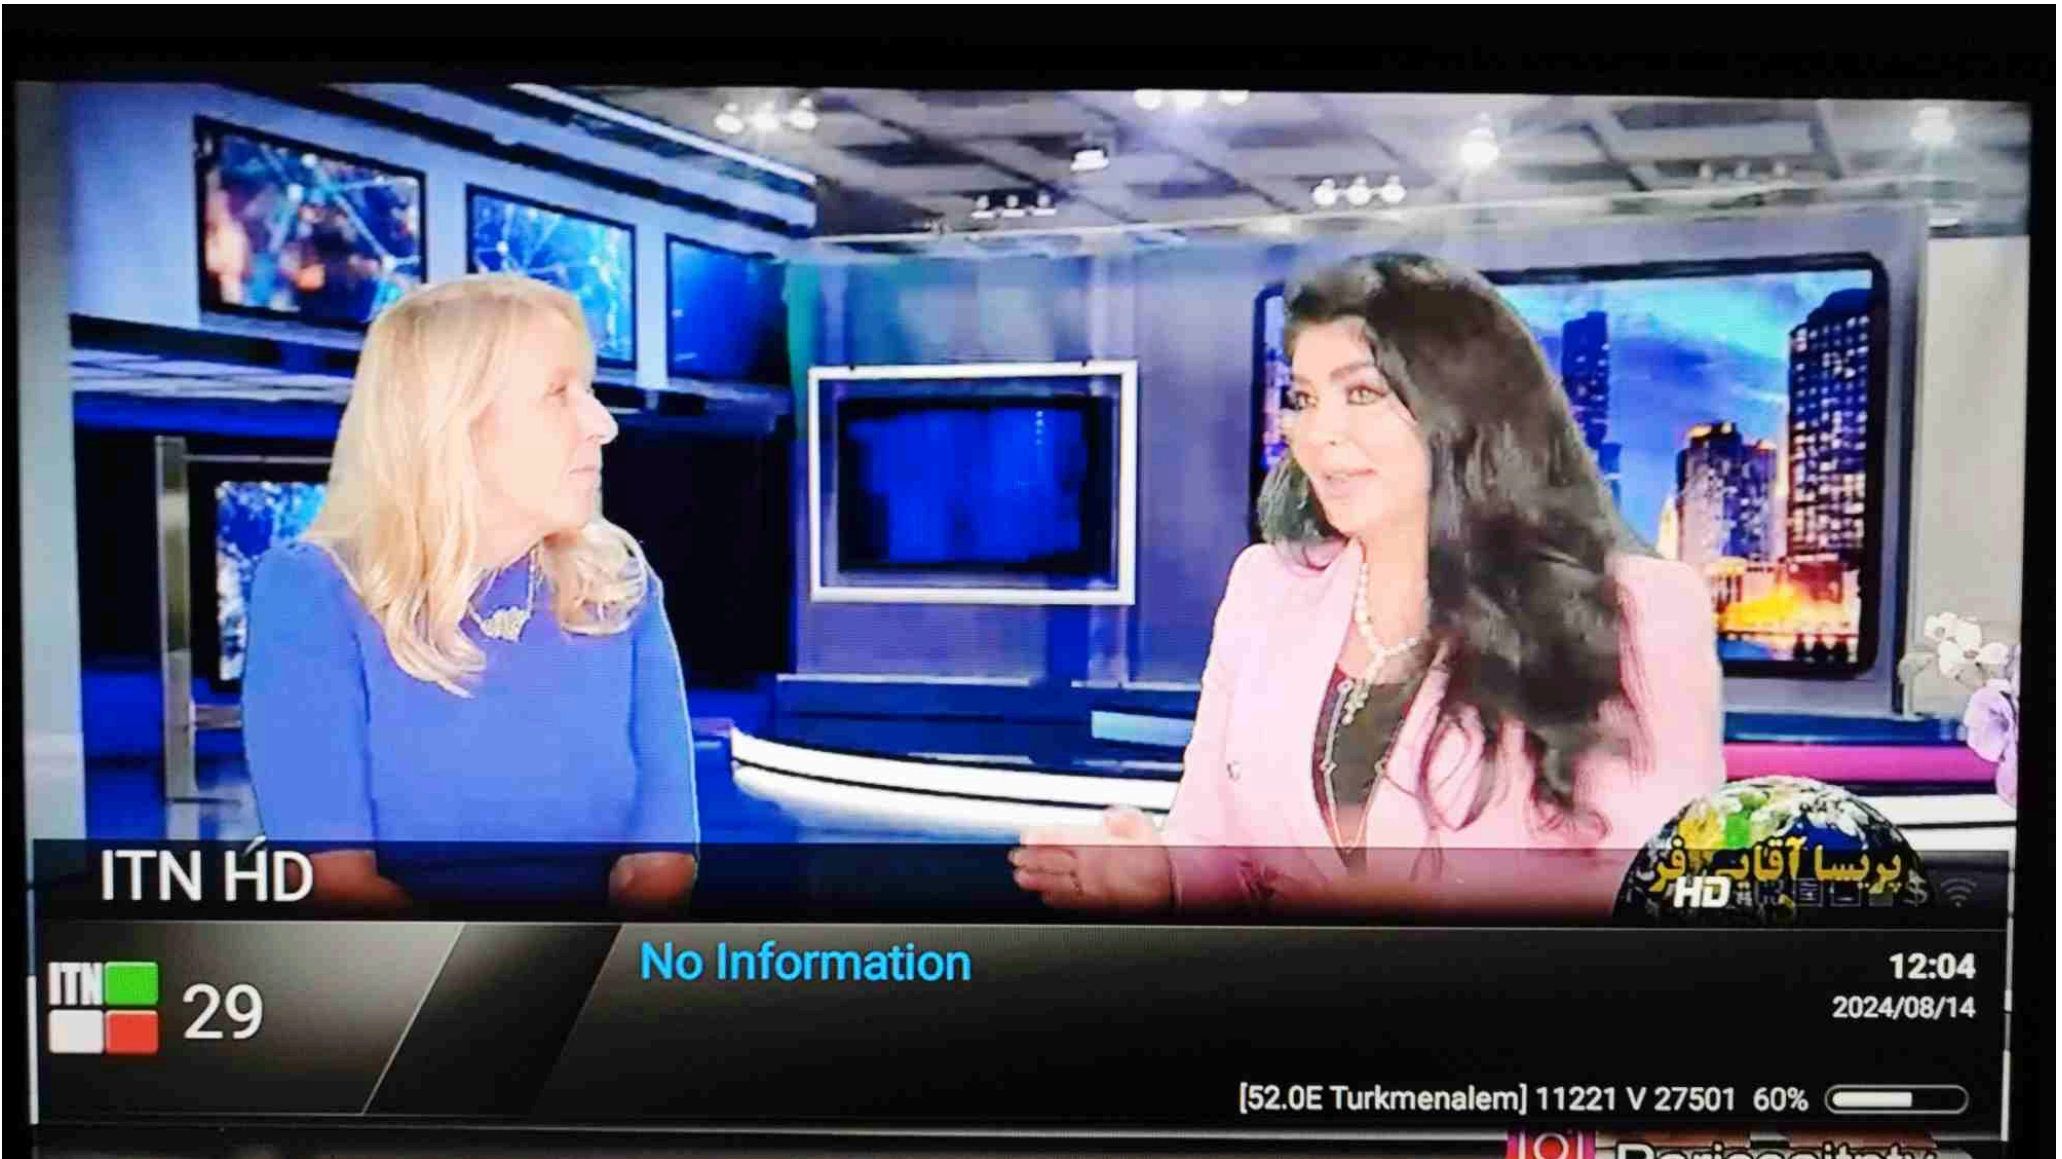 ITN HD
پریسا آقایی فر
HD
ITN
29
No Information
12:04
2024/08/14
[52.0E Turkmenalem] 11221 V 27501 60%